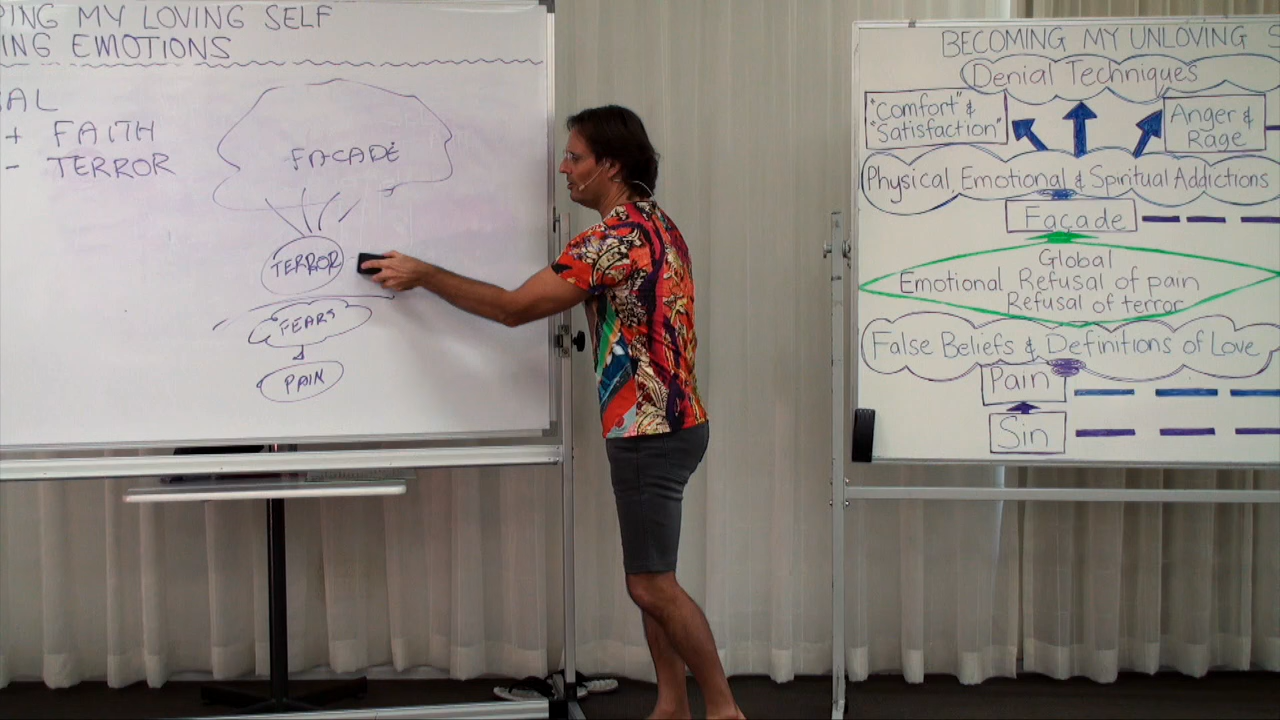 PING MY LOVING SELF
ING EMOTIONS
AL
+ FAITH
- TERROR
FACADE
TERROR
FEARS
PAIN
BECOMING MY UNLOVING S
Denial Techniques
"Comfort" &
"Satisfaction"
Anger &
Rage
Physical, Emotional & Spiritual Addictions
Façade
Global
Emotional Refusal of pain
Refusal of terror
False Beliefs & Definitions of Love
Pain
Sin